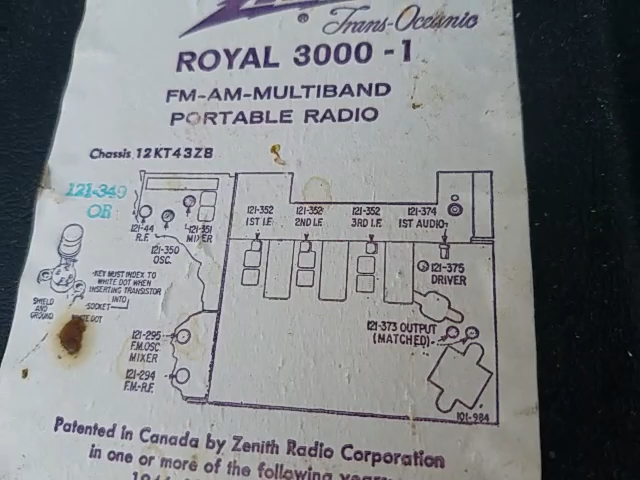 Trans-Oceanic
®
ROYAL 3000-1
FM-AM-MULTIBAND
PORTABLE RADIO
Chassis 12KT43Z8
121-349
OR
121-44
R.F.
121-351
MIXER
121-350
OSC.
121-352
1ST I.F.
121-352
2ND I.F.
121-352
3RD I.F.
121-374
1ST AUDIO
121-375
DRIVER
KEY MUST INDEX TO
WHITE DOT WHEN
INSERTING TRANSISTOR
INTO
SOCKET
SHIELD
AND
GROUND
WHITE DOT
121-295
F.M. OSC.
MIXER
121-294
F.M.-R.F.
121-373 OUTPUT
(MATCHED)
101-984
Patented in Canada by Zenith Radio Corporation
in one or more of the following years: